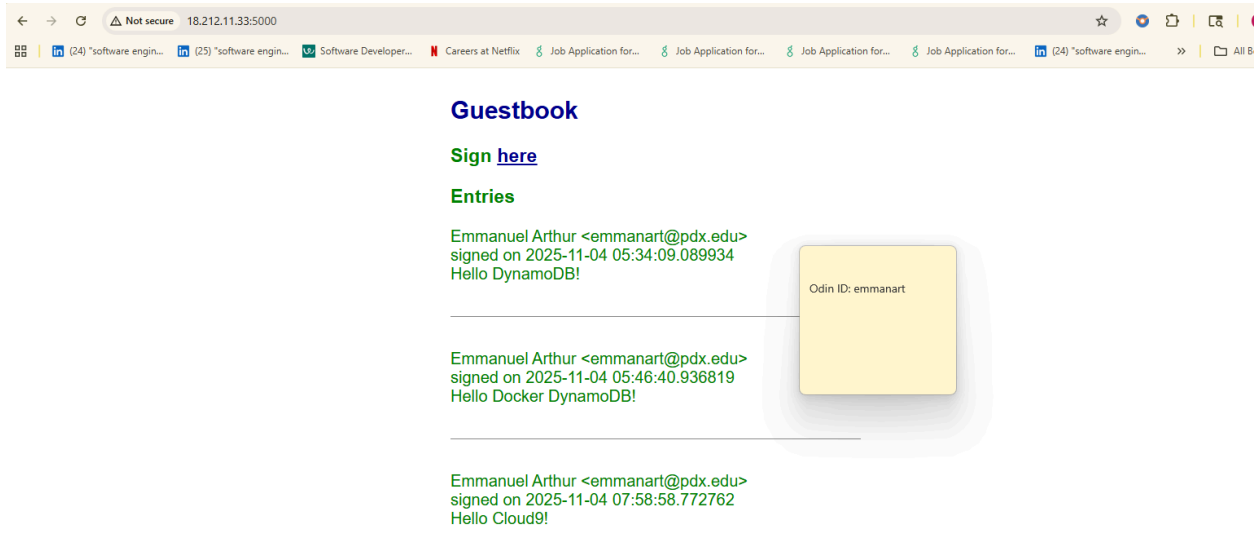 Not secure 18.212.11.33:5000
(24) "software engin... (25) "software engin... Software Developer... Careers at Netflix Job Application for... Job Application for... Job Application for... Job Application for... (24) "software engin... » All B
Guestbook
Sign here
Entries
Emmanuel Arthur <emmanart@pdx.edu>
signed on 2025-11-04 05:34:09.089934
Hello DynamoDB!
Odin ID: emmanart
Emmanuel Arthur <emmanart@pdx.edu>
signed on 2025-11-04 05:46:40.936819
Hello Docker DynamoDB!
Emmanuel Arthur <emmanart@pdx.edu>
signed on 2025-11-04 07:58:58.772762
Hello Cloud9!